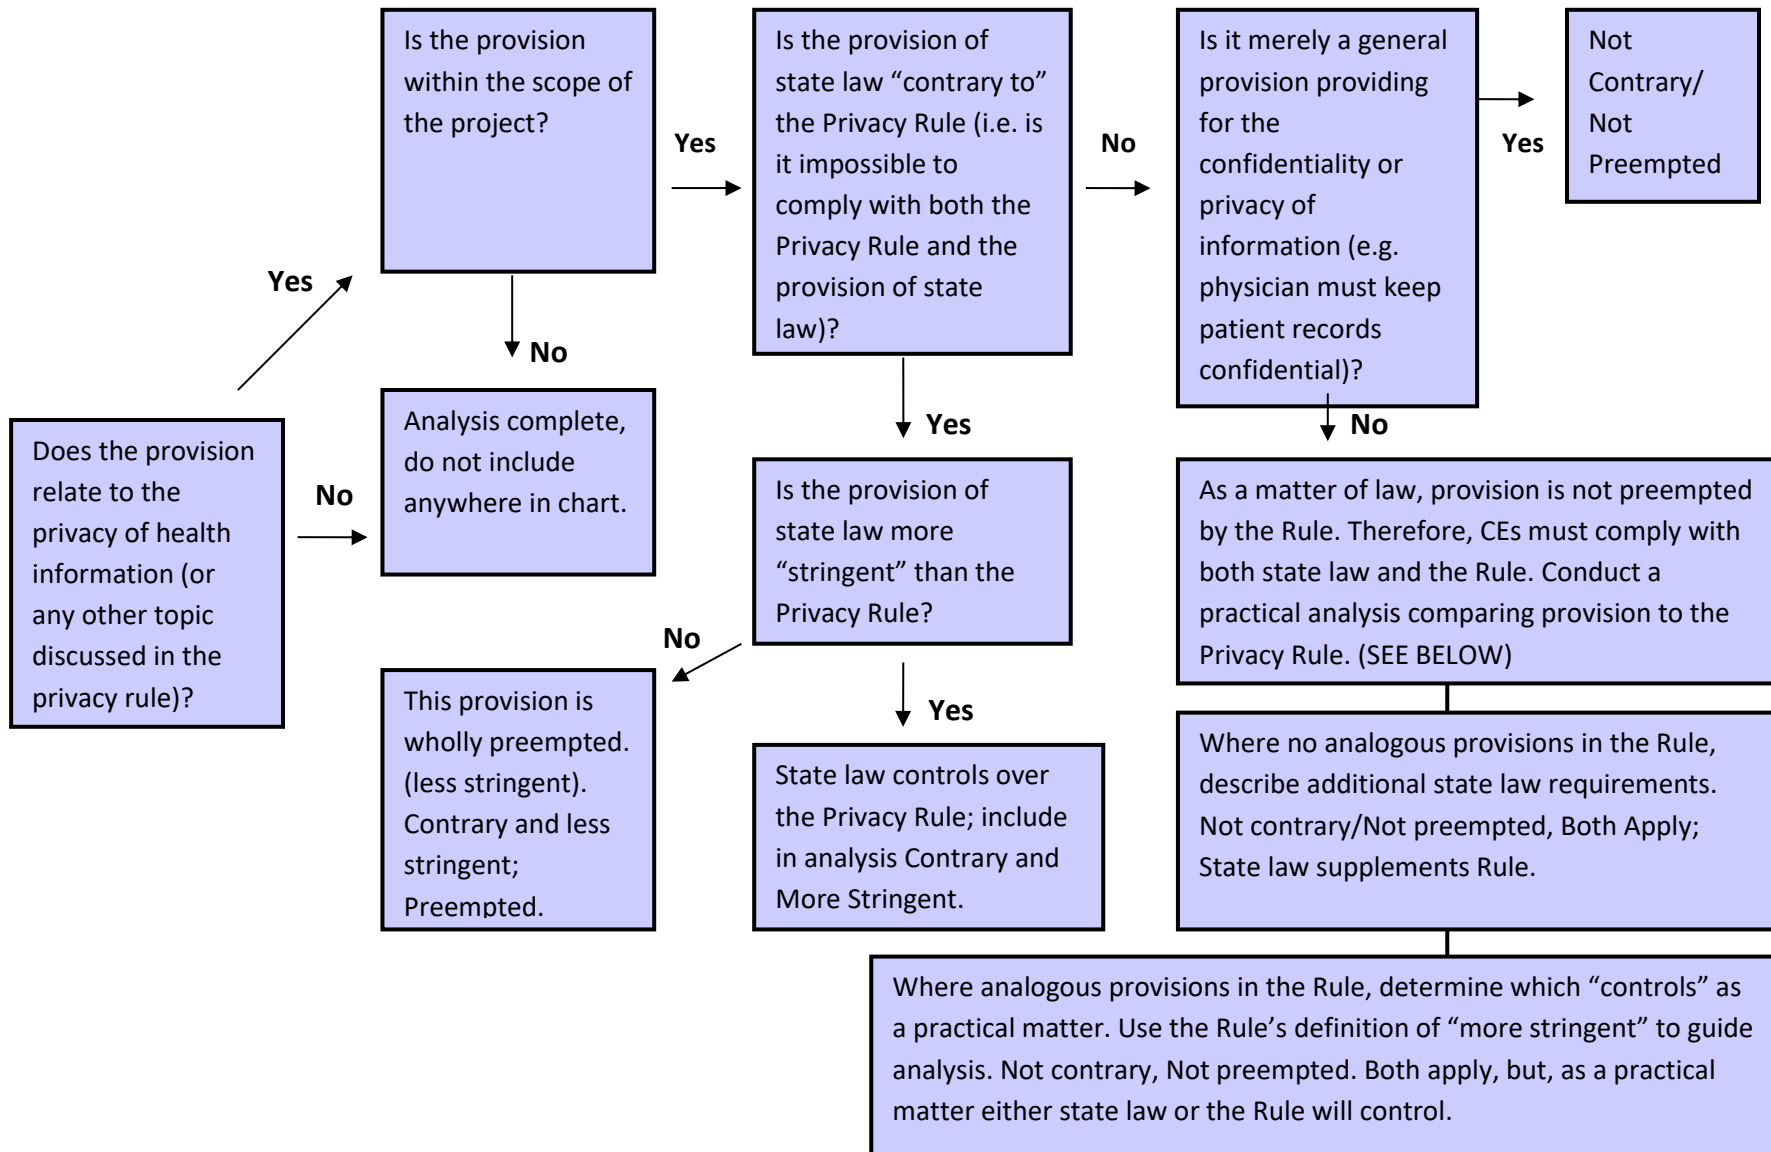 Is the provision
within the scope of
the project?
Yes
Is the provision of
state law “contrary to”
the Privacy Rule (i.e. is
it impossible to
comply with both the
Privacy Rule and the
provision of state
law)?
No
Is it merely a general
provision providing
for the
confidentiality or
privacy of
information (e.g.
physician must keep
patient records
confidential)?
Yes
Not
Contrary/
Not
Preempted
Yes
No
Does the provision
relate to the
privacy of health
information (or
any other topic
discussed in the
privacy rule)?
No
Analysis complete,
do not include
anywhere in chart.
Yes
Is the provision of
state law more
“stringent” than the
Privacy Rule?
No
As a matter of law, provision is not preempted
by the Rule. Therefore, CEs must comply with
both state law and the Rule. Conduct a
practical analysis comparing provision to the
Privacy Rule. (SEE BELOW)
No
This provision is
wholly preempted.
(less stringent).
Contrary and less
stringent;
Preempted.
Yes
State law controls over
the Privacy Rule; include
in analysis Contrary and
More Stringent.
Where no analogous provisions in the Rule,
describe additional state law requirements.
Not contrary/Not preempted, Both Apply;
State law supplements Rule.
Where analogous provisions in the Rule, determine which “controls” as
a practical matter. Use the Rule’s definition of “more stringent” to guide
analysis. Not contrary, Not preempted. Both apply, but, as a practical
matter either state law or the Rule will control.